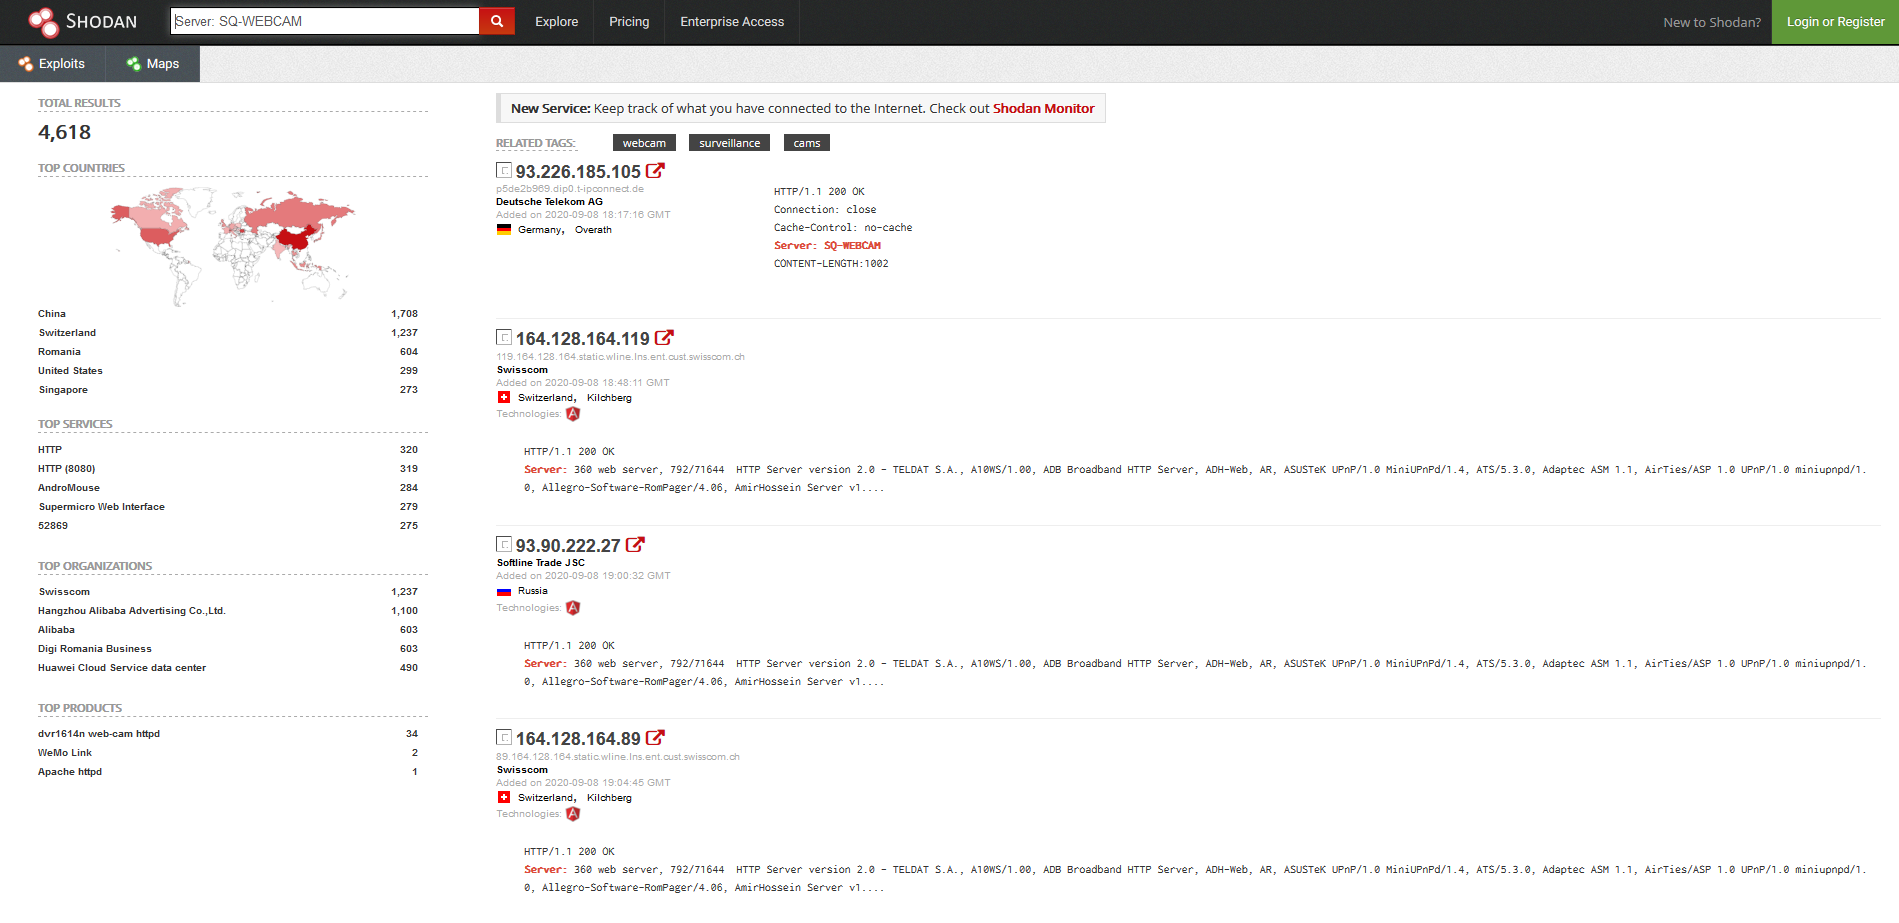 SHODAN
Server: SQ-WEBCAM
Explore
Pricing
Enterprise Access
New to Shodan?
Login or Register
Exploits
Maps
TOTAL RESULTS
4,618
TOP COUNTRIES
China 1,708
Switzerland 1,237
Romania 604
United States 299
Singapore 273
TOP SERVICES
HTTP 320
HTTP (8080) 319
AndroMouse 284
Supermicro Web Interface 279
52869 275
TOP ORGANIZATIONS
Swisscom 1,237
Hangzhou Alibaba Advertising Co.,Ltd. 1,100
Alibaba 603
Digi Romania Business 603
Huawei Cloud Service data center 490
TOP PRODUCTS
dvr1614n web-cam httpd 34
WeMo Link 2
Apache httpd 1
New Service: Keep track of what you have connected to the Internet. Check out Shodan Monitor
RELATED TAGS: webcam surveillance cams
93.226.185.105
p5de2b969.dip0.t-ipconnect.de
Deutsche Telekom AG
Added on 2020-09-08 18:17:16 GMT
Germany, Overath
HTTP/1.1 200 OK
Connection: close
Cache-Control: no-cache
Server: SQ-WEBCAM
CONTENT-LENGTH:1002
164.128.164.119
119.164.128.164.static.wline.lns.ent.cust.swisscom.ch
Swisscom
Added on 2020-09-08 18:48:11 GMT
Switzerland, Kilchberg
Technologies:
HTTP/1.1 200 OK
Server: 360 web server, 792/71644  HTTP Server version 2.0 - TELDAT S.A., A10WS/1.00, ADB Broadband HTTP Server, ADH-Web, AR, ASUSTeK UPnP/1.0 MiniUPnPd/1.4, ATS/5.3.0, Adaptec ASM 1.1, AirTies/ASP 1.0 UPnP/1.0 miniupnpd/1.
0, Allegro-Software-RomPager/4.06, AmirHossein Server v1....
93.90.222.27
Softline Trade JSC
Added on 2020-09-08 19:00:32 GMT
Russia
Technologies:
HTTP/1.1 200 OK
Server: 360 web server, 792/71644  HTTP Server version 2.0 - TELDAT S.A., A10WS/1.00, ADB Broadband HTTP Server, ADH-Web, AR, ASUSTeK UPnP/1.0 MiniUPnPd/1.4, ATS/5.3.0, Adaptec ASM 1.1, AirTies/ASP 1.0 UPnP/1.0 miniupnpd/1.
0, Allegro-Software-RomPager/4.06, AmirHossein Server v1....
164.128.164.89
89.164.128.164.static.wline.lns.ent.cust.swisscom.ch
Swisscom
Added on 2020-09-08 19:04:45 GMT
Switzerland, Kilchberg
Technologies:
HTTP/1.1 200 OK
Server: 360 web server, 792/71644  HTTP Server version 2.0 - TELDAT S.A., A10WS/1.00, ADB Broadband HTTP Server, ADH-Web, AR, ASUSTeK UPnP/1.0 MiniUPnPd/1.4, ATS/5.3.0, Adaptec ASM 1.1, AirTies/ASP 1.0 UPnP/1.0 miniupnpd/1.
0, Allegro-Software-RomPager/4.06, AmirHossein Server v1....